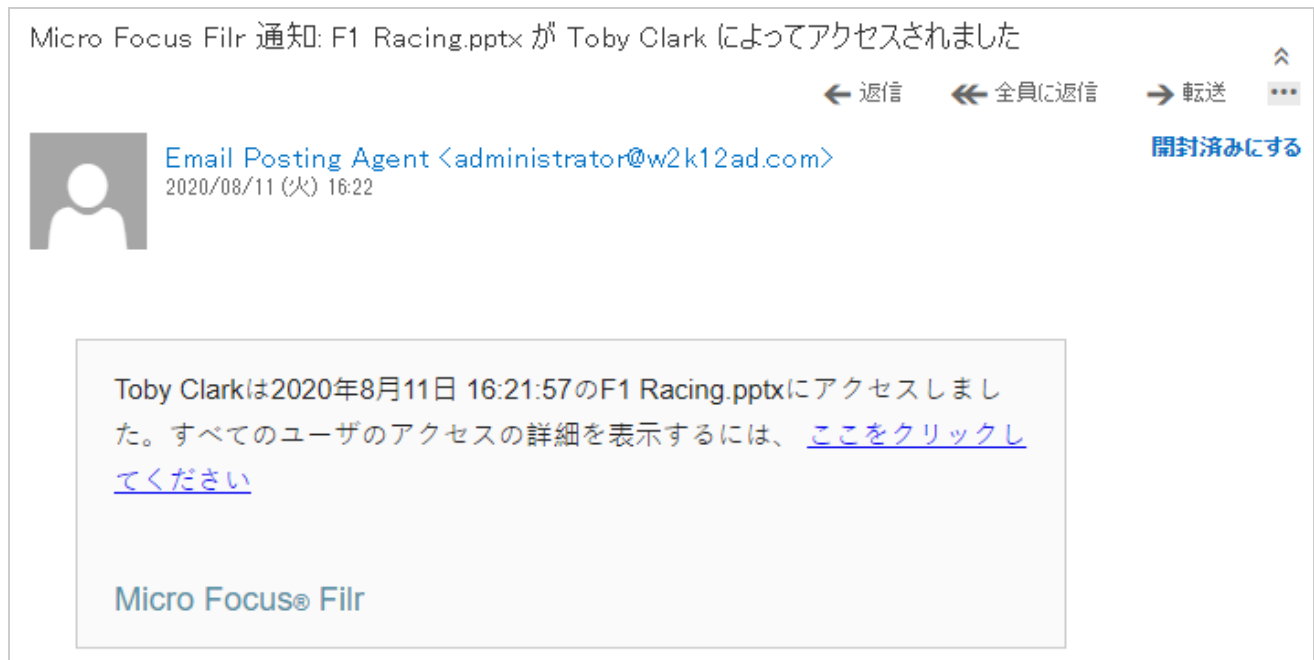 Micro Focus Filr 通知: F1 Racing.pptx が Toby Clark によってアクセスされました
返信 全員に返信 転送 •••
Email Posting Agent <administrator@w2k12ad.com>
開封済みにする
2020/08/11 (火) 16:22
Toby Clarkは2020年8月11日 16:21:57のF1 Racing.pptxにアクセスしまし
た。すべてのユーザのアクセスの詳細を表示するには、 ここをクリックし
てください
Micro Focus® Filr